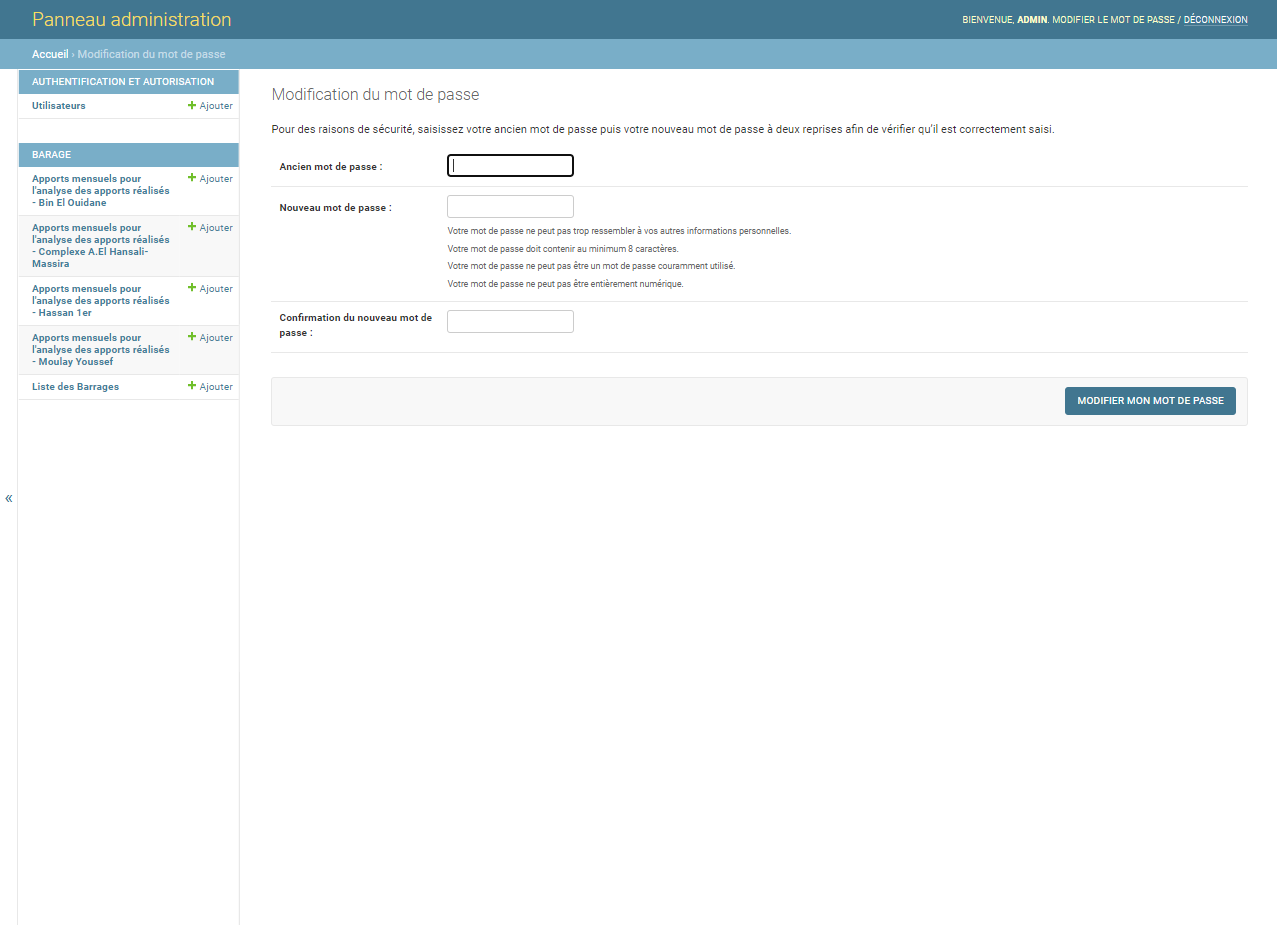 Panneau administration
BIENVENUE, ADMIN. MODIFIER LE MOT DE PASSE / DÉCONNEXION
Accueil › Modification du mot de passe
AUTHENTIFICATION ET AUTORISATION
Utilisateurs
Ajouter
BARAGE
Apports mensuels pour
l'analyse des apports réalisés
- Bin El Ouidane
Ajouter
Apports mensuels pour
l'analyse des apports réalisés
- Complexe A.El Hansali-
Massira
Ajouter
Apports mensuels pour
l'analyse des apports réalisés
- Hassan 1er
Ajouter
Apports mensuels pour
l'analyse des apports réalisés
- Moulay Youssef
Ajouter
Liste des Barrages
Ajouter
«
Modification du mot de passe
Pour des raisons de sécurité, saisissez votre ancien mot de passe puis votre nouveau mot de passe à deux reprises afin de vérifier qu'il est correctement saisi.
Ancien mot de passe :
Nouveau mot de passe :
Votre mot de passe ne peut pas trop ressembler à vos autres informations personnelles.
Votre mot de passe doit contenir au minimum 8 caractères.
Votre mot de passe ne peut pas être un mot de passe couramment utilisé.
Votre mot de passe ne peut pas être entièrement numérique.
Confirmation du nouveau mot de
passe :
MODIFIER MON MOT DE PASSE